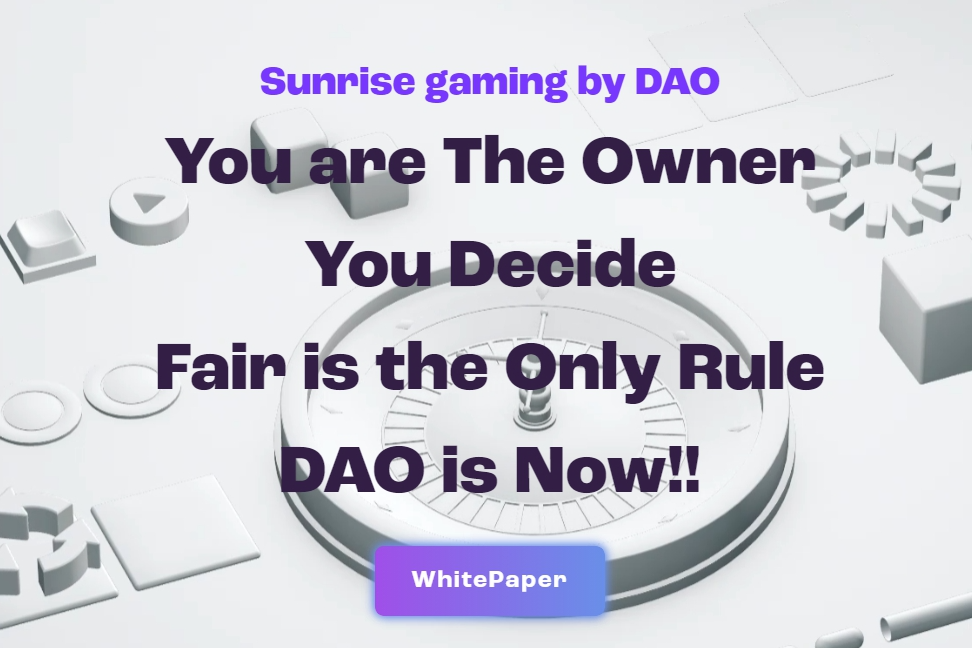 Sunrise gaming by DAO
You are The Owner
You Decide
Fair is the Only Rule
DAO is Now!!
WhitePaper